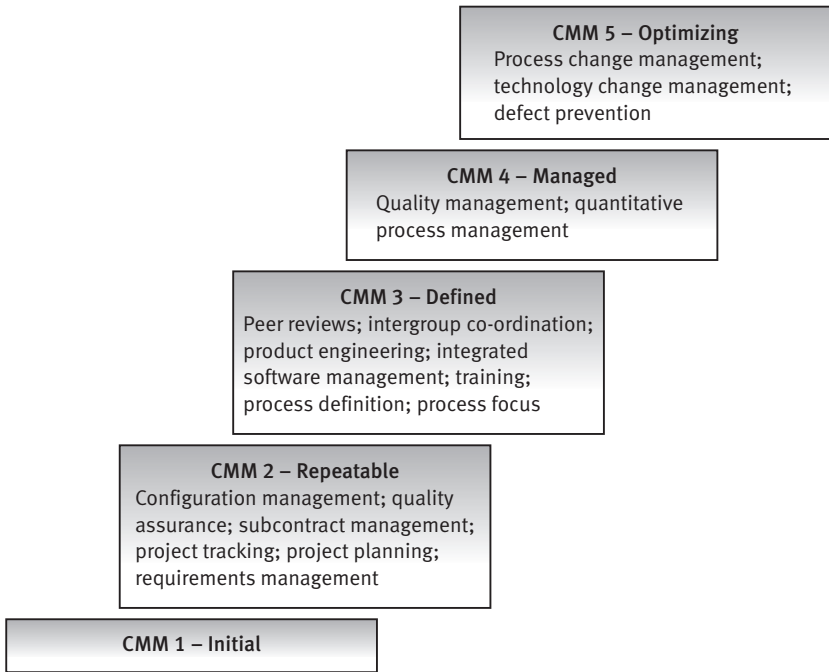 CMM 5 – Optimizing
Process change management;
technology change management;
defect prevention
CMM 4 – Managed
Quality management; quantitative
process management
CMM 3 – Defined
Peer reviews; intergroup co-ordination;
product engineering; integrated
software management; training;
process definition; process focus
CMM 2 – Repeatable
Configuration management; quality
assurance; subcontract management;
project tracking; project planning;
requirements management
CMM 1 – Initial